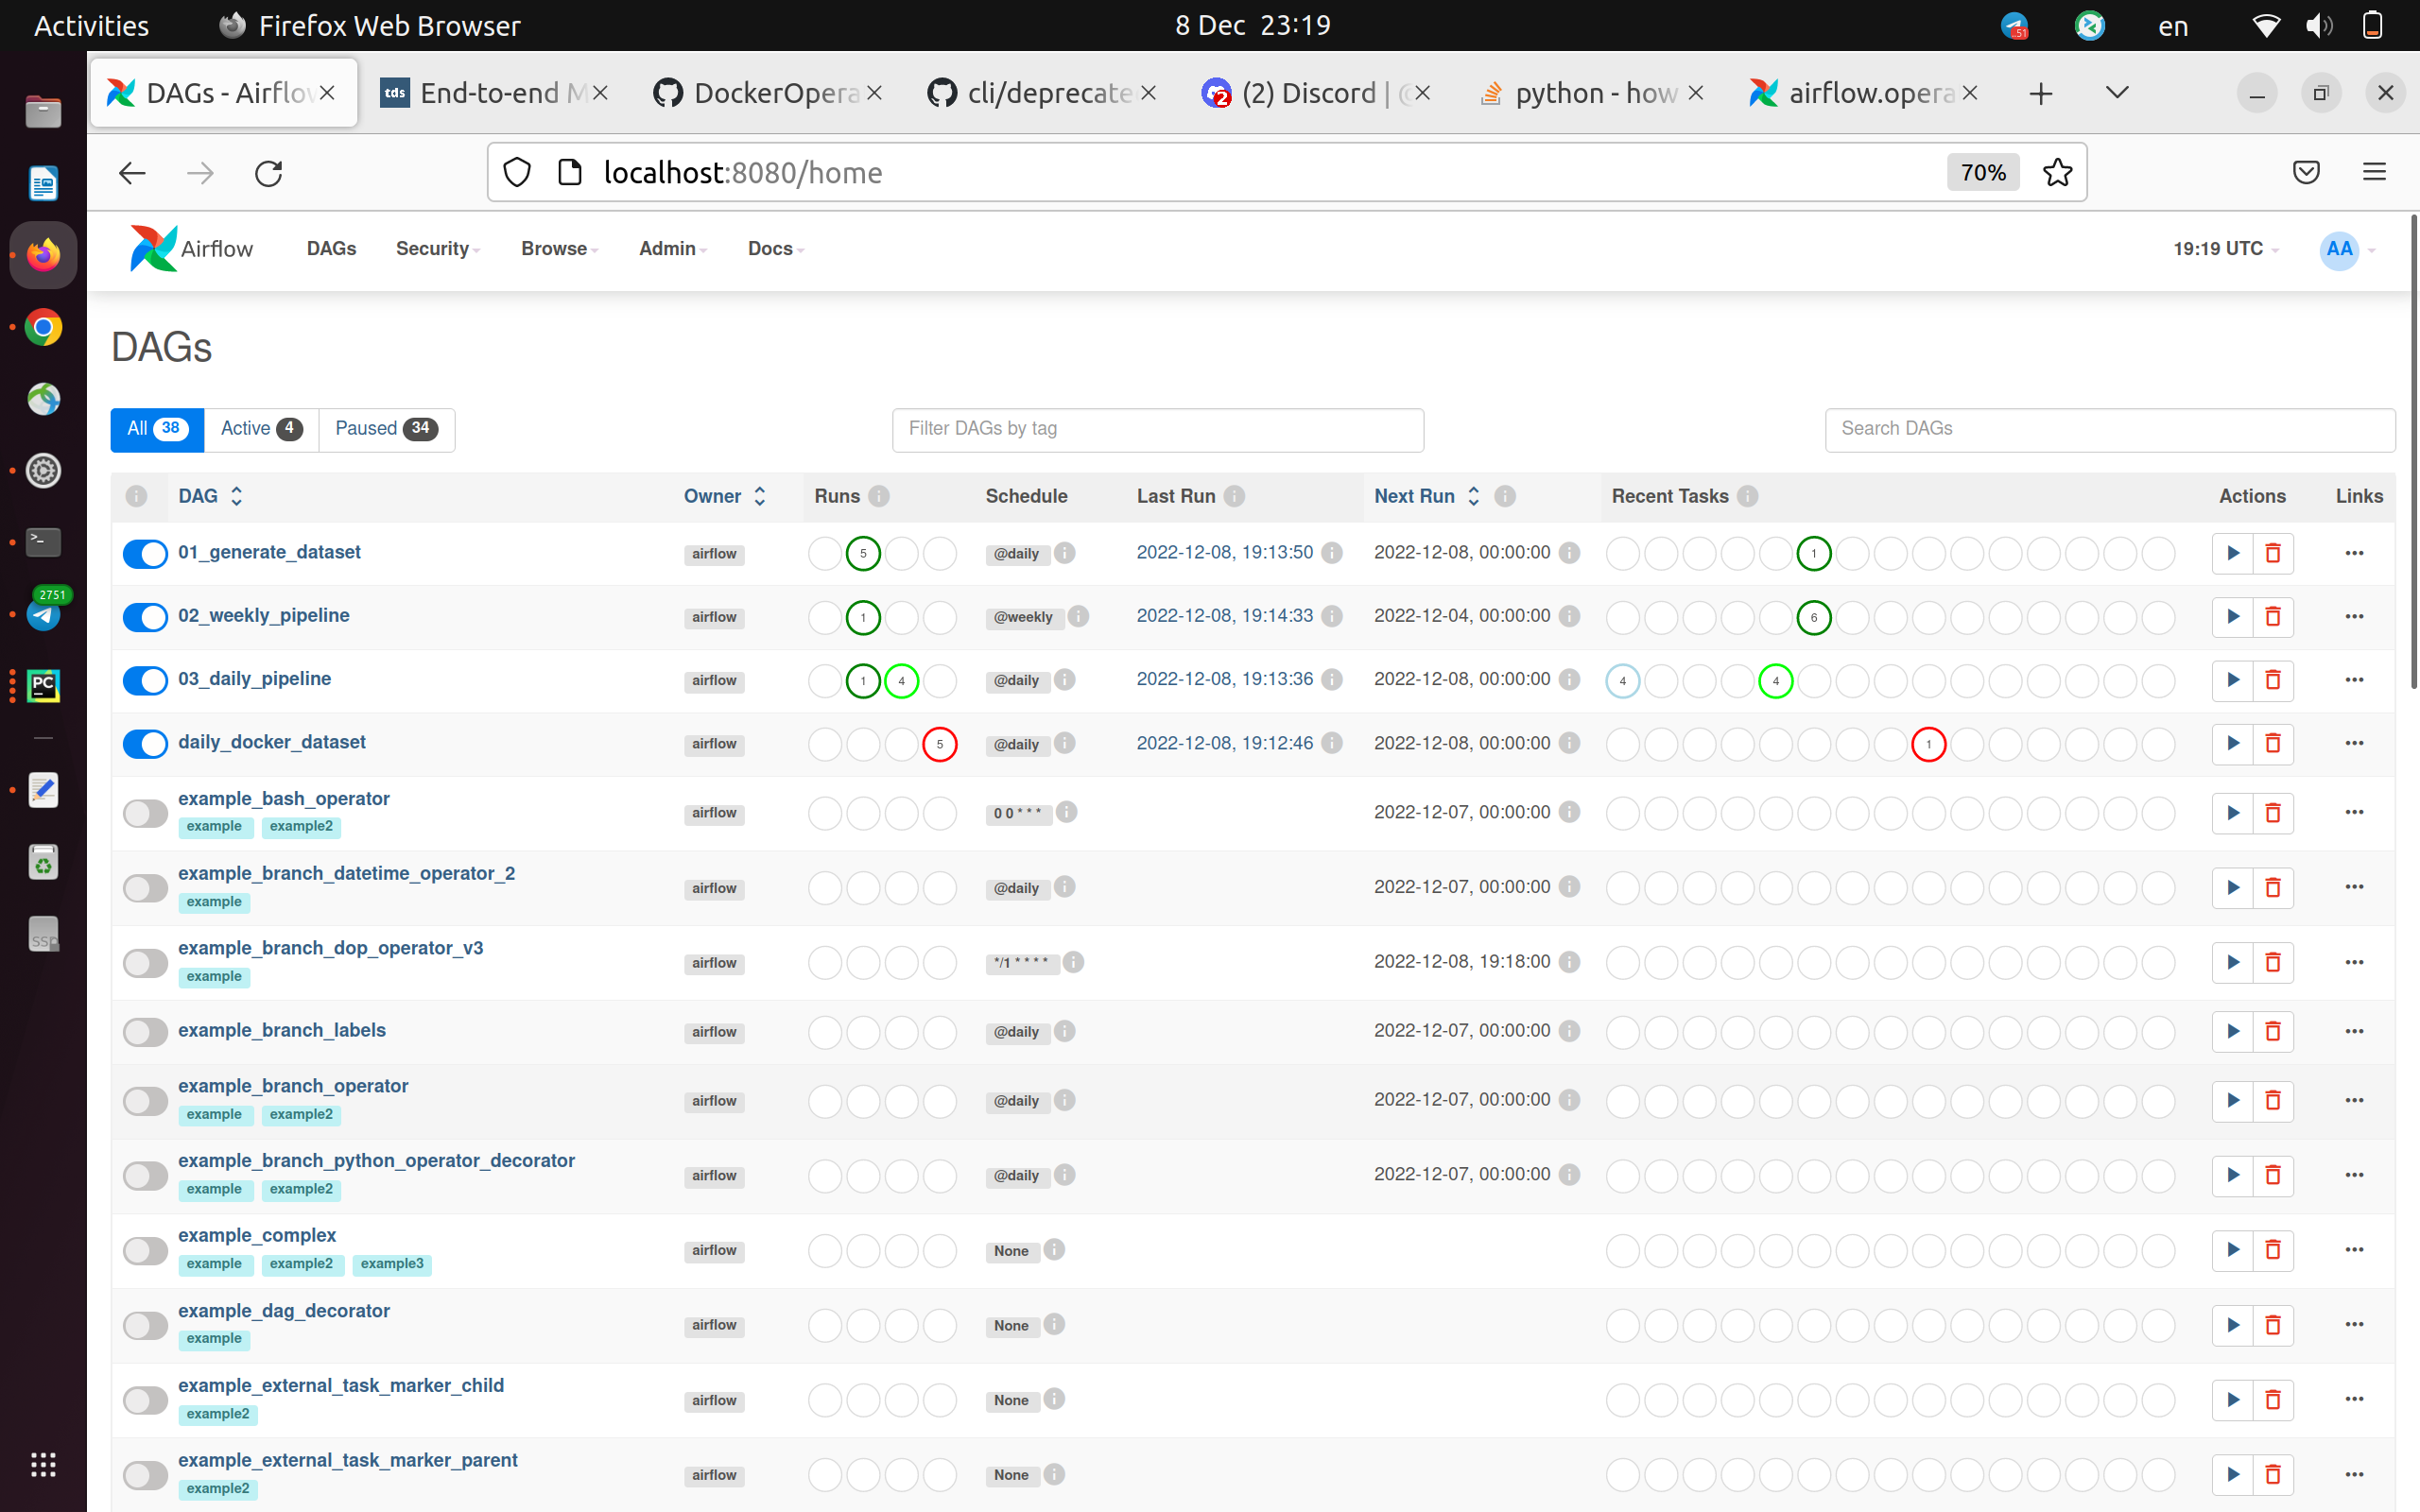 Activities Firefox Web Browser 8 Dec 23:19 51 en
DAGs - Airflow tds End-to-end M DockerOpera cli/deprecate (2) Discord | python - how airflow.opera
localhost:8080/home 70%
Airflow DAGs Security Browse Admin Docs 19:19 UTC AA
DAGs
All 38 Active 4 Paused 34 Filter DAGs by tag Search DAGs
DAG Owner Runs Schedule Last Run Next Run Recent Tasks Actions Links
01_generate_dataset airflow 5 @daily 2022-12-08, 19:13:50 2022-12-08, 00:00:00 1
02_weekly_pipeline airflow 1 @weekly 2022-12-08, 19:14:33 2022-12-04, 00:00:00 6
2751
03_daily_pipeline airflow 1 4 @daily 2022-12-08, 19:13:36 2022-12-08, 00:00:00 4 4
PC
daily_docker_dataset airflow 5 @daily 2022-12-08, 19:12:46 2022-12-08, 00:00:00 1
example_bash_operator airflow 0 0 * * * 2022-12-07, 00:00:00
example example2
example_branch_datetime_operator_2 airflow @daily 2022-12-07, 00:00:00
example
SSD
example_branch_dop_operator_v3 airflow */1 * * * * 2022-12-08, 19:18:00
example
example_branch_labels airflow @daily 2022-12-07, 00:00:00
example_branch_operator airflow @daily 2022-12-07, 00:00:00
example example2
example_branch_python_operator_decorator airflow @daily 2022-12-07, 00:00:00
example example2
example_complex airflow None
example example2 example3
example_dag_decorator airflow None
example
example_external_task_marker_child airflow None
example2
example_external_task_marker_parent airflow None
example2